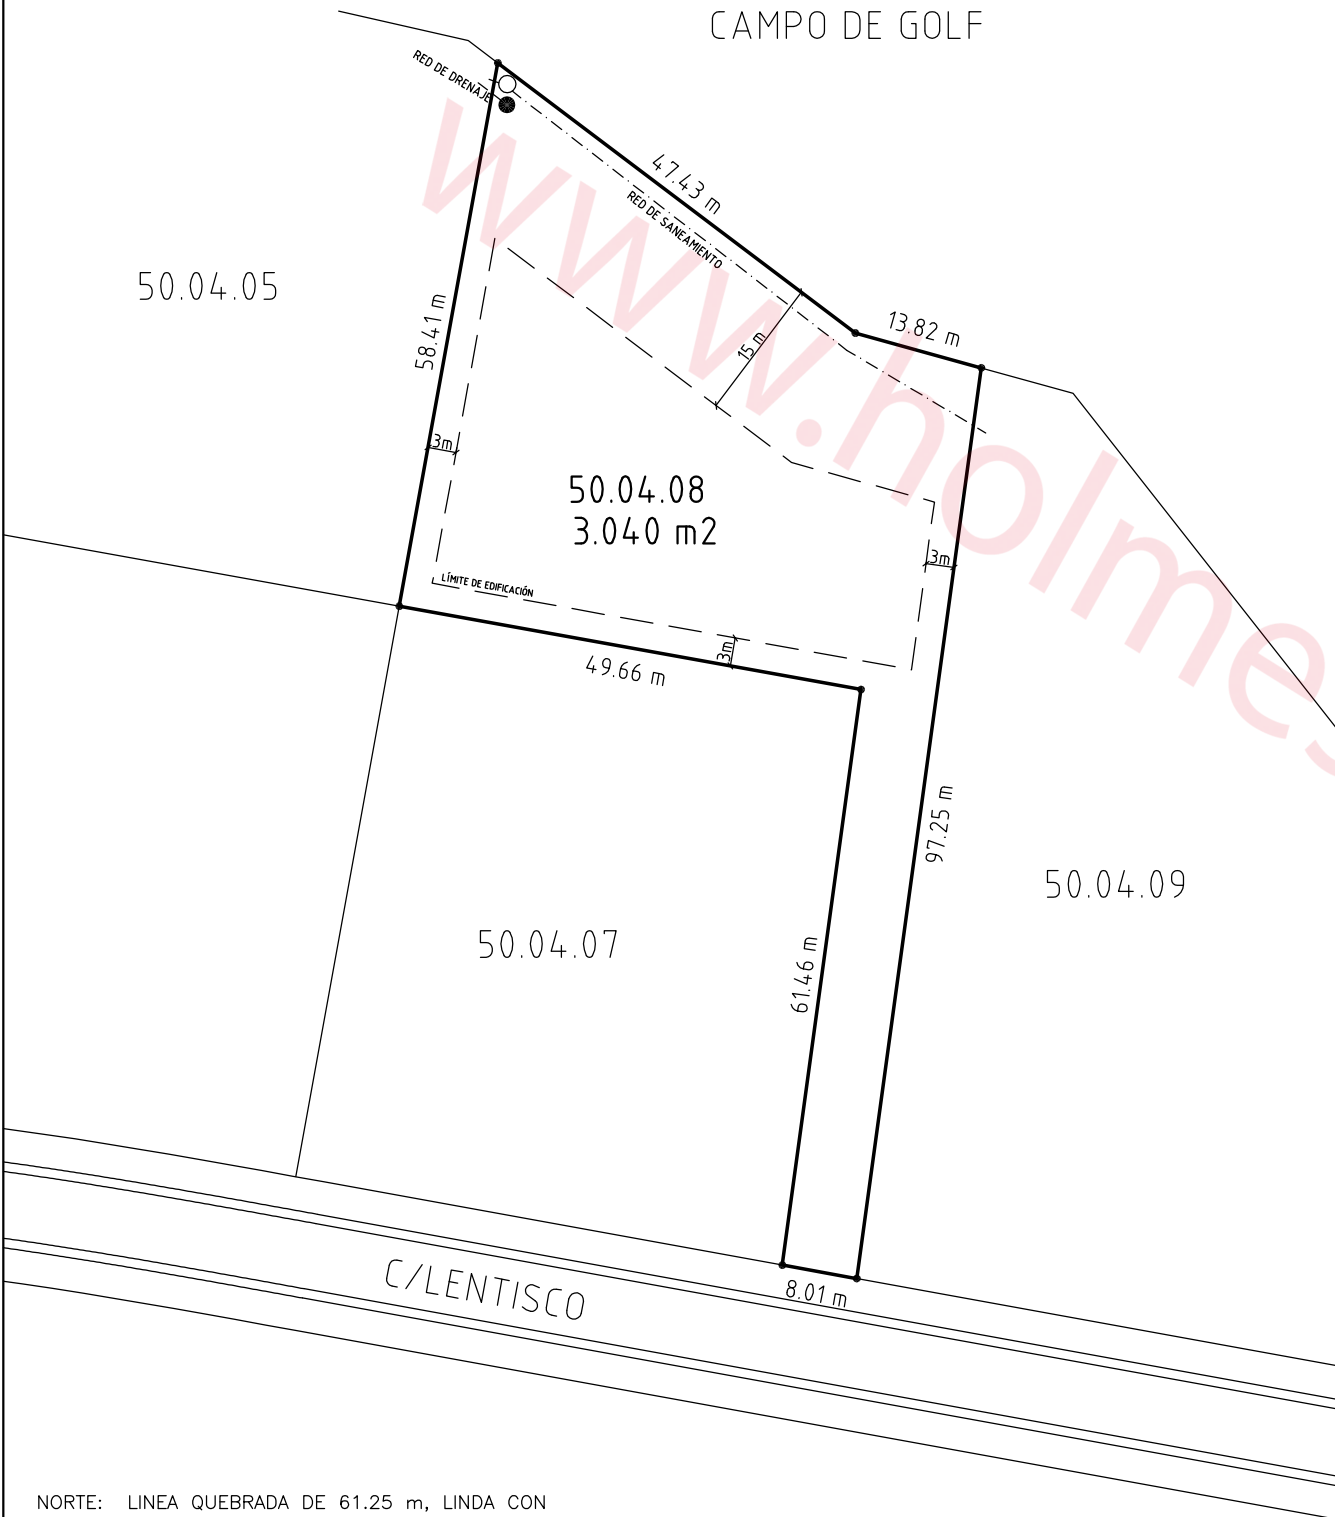 CAMPO DE GOLF
RED DE DRENAJE
47.43 m
RED DE SANEAMIENTO
50.04.05
58.41 m
15 m
13.82 m
3m
50.04.08
3.040 m2
3m
LÍMITE DE EDIFICACIÓN
3m
49.66 m
97.25 m
50.04.09
50.04.07
61.46 m
C/LENTISCO
8.01 m
www.holmes
NORTE: LINEA QUEBRADA DE 61.25 m, LINDA CON